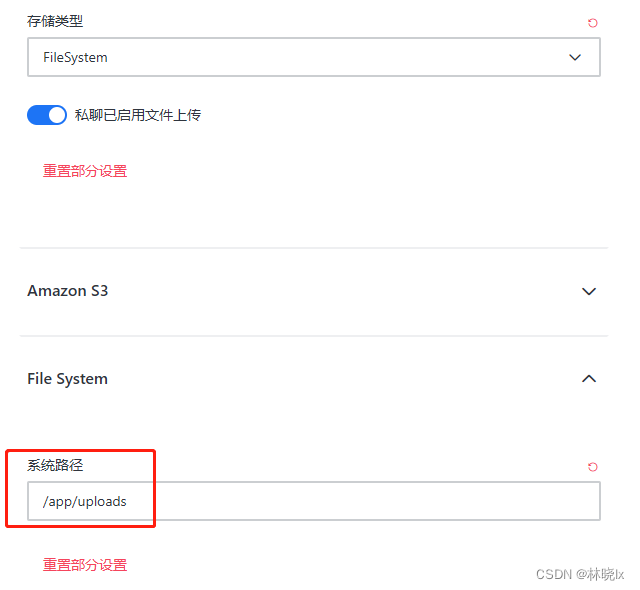 存储类型
FileSystem
私聊已启用文件上传
重置部分设置
Amazon S3
File System
系统路径
/app/uploads
重置部分设置
CSDN @林晓lx